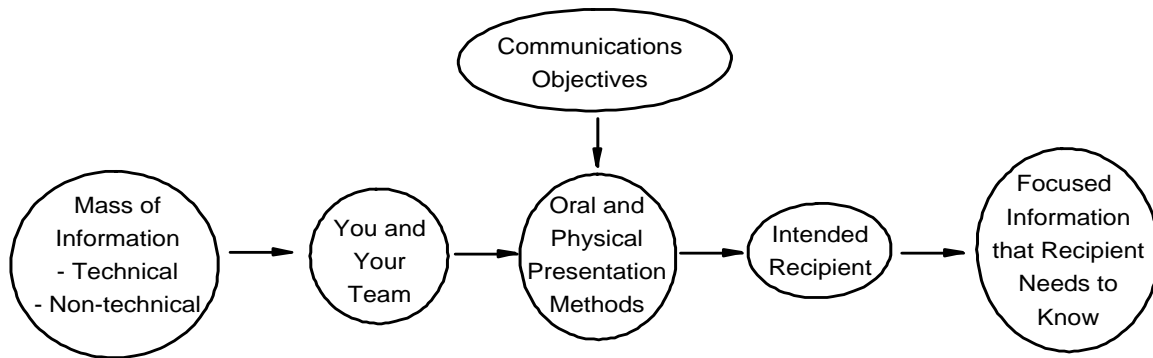 Communications
Objectives
Mass of
Information
- Technical
- Non-technical
You and
Your
Team
Oral and
Physical
Presentation
Methods
Intended
Recipient
Focused
Information
that Recipient
Needs to
Know